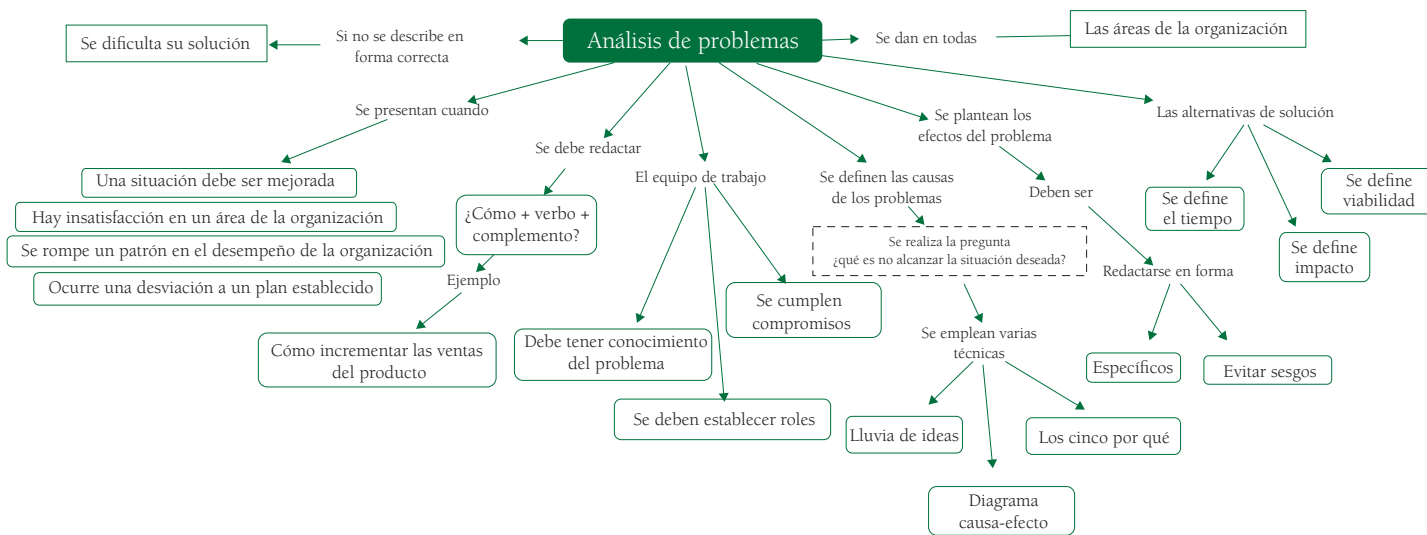 Análisis de problemas
Si no se describe en
forma correcta
Se dificulta su solución
Se dan en todas
Las áreas de la organización
Se presentan cuando
Una situación debe ser mejorada
Hay insatisfacción en un área de la organización
Se rompe un patrón en el desempeño de la organización
Ocurre una desviación a un plan establecido
Se debe redactar
¿Cómo + verbo +
complemento?
Ejemplo
Cómo incrementar las ventas
del producto
El equipo de trabajo
Debe tener conocimiento
del problema
Se deben establecer roles
Se cumplen
compromisos
Se definen las causas
de los problemas
Se realiza la pregunta
¿qué es no alcanzar la situación deseada?
Se emplean varias
técnicas
Lluvia de ideas
Diagrama
causa-efecto
Los cinco por qué
Se plantean los
efectos del problema
Deben ser
Redactarse en forma
Específicos
Evitar sesgos
Las alternativas de solución
Se define
el tiempo
Se define
impacto
Se define
viabilidad